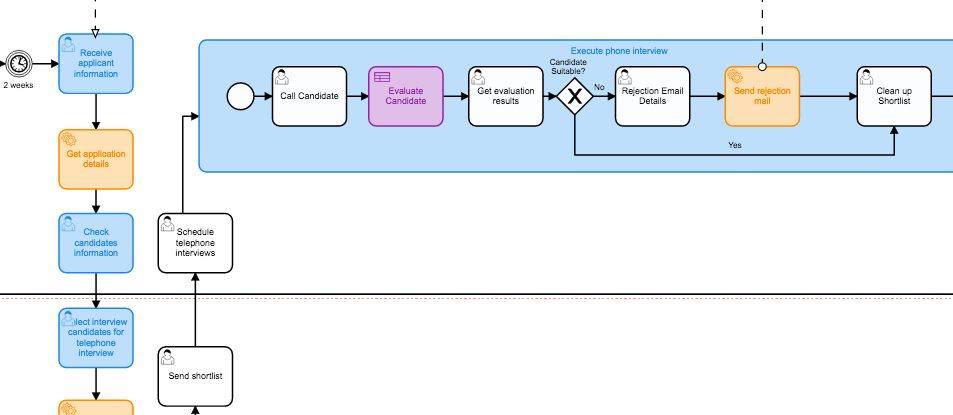 2 weeks
Receive
applicant
information
Get application
details
Check
candidates
information
lect interview
candidates for
telephone
interview
Schedule
telephone
interviews
Send shortlist
Execute phone interview
Call Candidate
Evaluate
Candidate
Get evaluation
results
Candidate
Suitable?
No
Yes
Rejection Email
Details
Send rejection
mail
Clean up
Shortlist